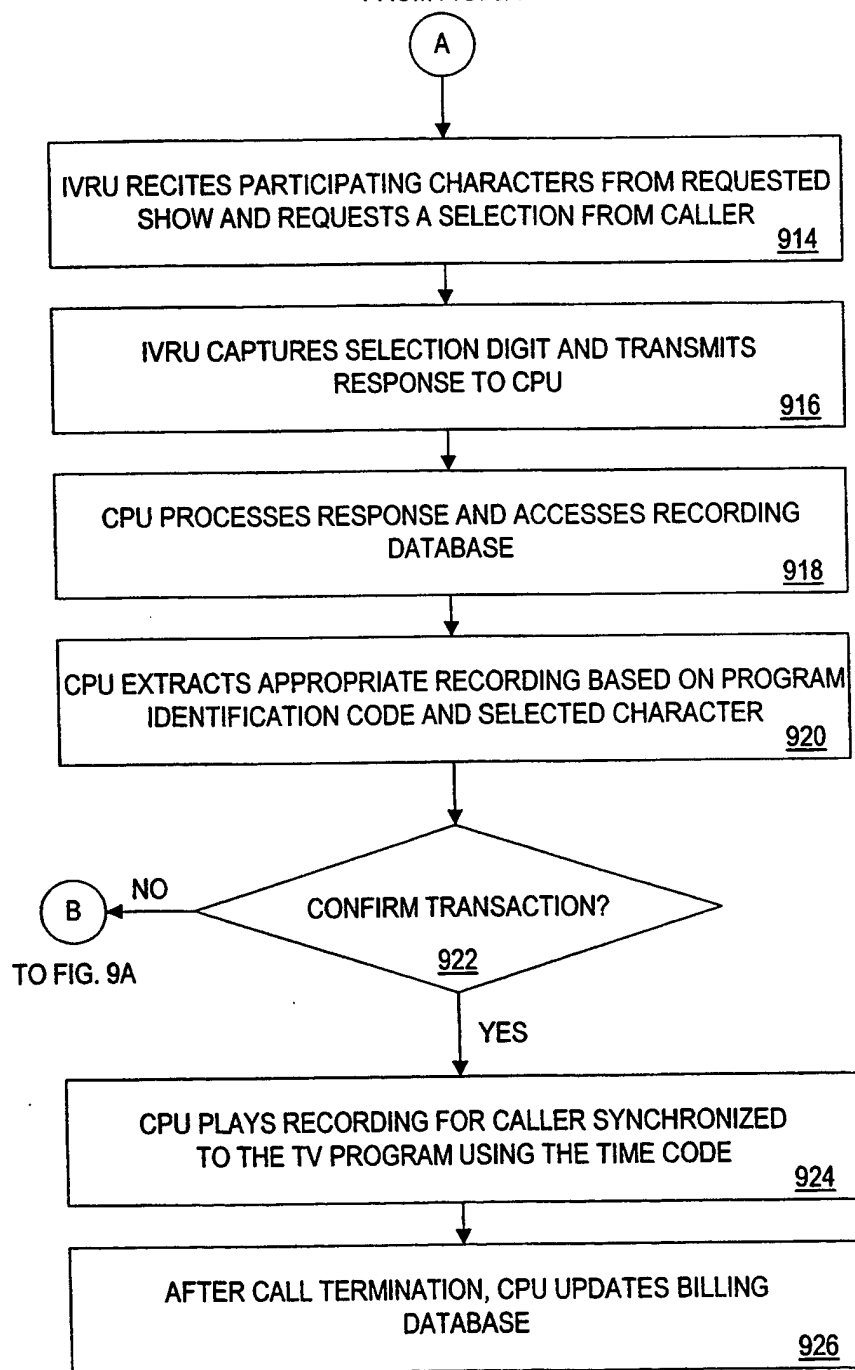 A
IVRU RECITES PARTICIPATING CHARACTERS FROM REQUESTED
SHOW AND REQUESTS A SELECTION FROM CALLER
914
IVRU CAPTURES SELECTION DIGIT AND TRANSMITS
RESPONSE TO CPU
916
CPU PROCESSES RESPONSE AND ACCESSES RECORDING
DATABASE
918
CPU EXTRACTS APPROPRIATE RECORDING BASED ON PROGRAM
IDENTIFICATION CODE AND SELECTED CHARACTER
920
CONFIRM TRANSACTION?
922
NO
B
TO FIG. 9A
YES
CPU PLAYS RECORDING FOR CALLER SYNCHRONIZED
TO THE TV PROGRAM USING THE TIME CODE
924
AFTER CALL TERMINATION, CPU UPDATES BILLING
DATABASE
926